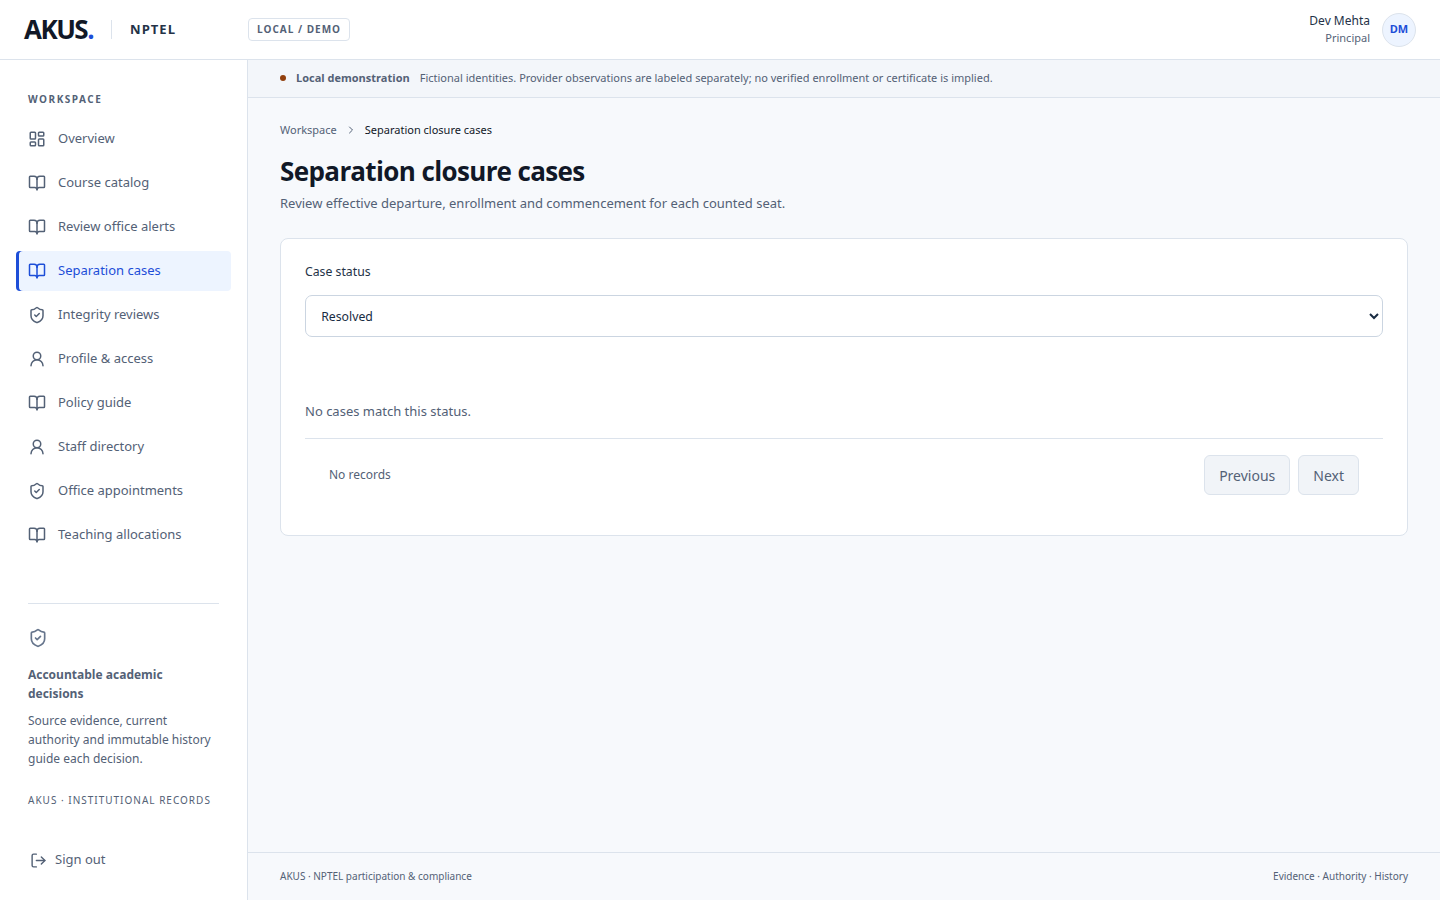 AKUS.
NPTEL
LOCAL / DEMO
Dev Mehta
Principal
DM
Local demonstration Fictional identities. Provider observations are labeled separately; no verified enrollment or certificate is implied.
WORKSPACE
Overview
Course catalog
Review office alerts
Separation cases
Integrity reviews
Profile & access
Policy guide
Staff directory
Office appointments
Teaching allocations
Accountable academic
decisions
Source evidence, current
authority and immutable history
guide each decision.
AKUS · INSTITUTIONAL RECORDS
Sign out
Workspace > Separation closure cases
Separation closure cases
Review effective departure, enrollment and commencement for each counted seat.
Case status
Resolved
No cases match this status.
No records
Previous
Next
AKUS · NPTEL participation & compliance
Evidence · Authority · History